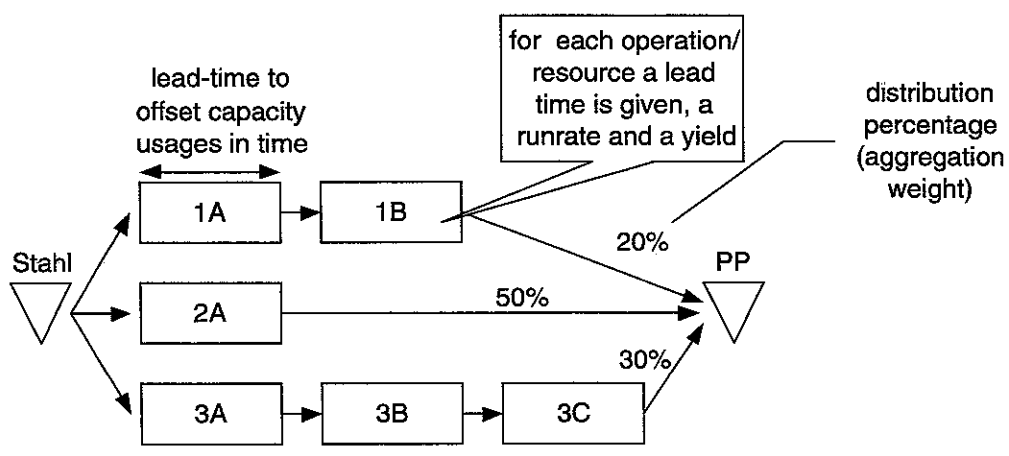 for each operation/
resource a lead
time is given, a
runrate and a yield
lead-time to
offset capacity
usages in time
distribution
percentage
(aggregation
weight)
1A
1B
20%
Stahl
PP
2A
50%
30%
3A
3B
3C